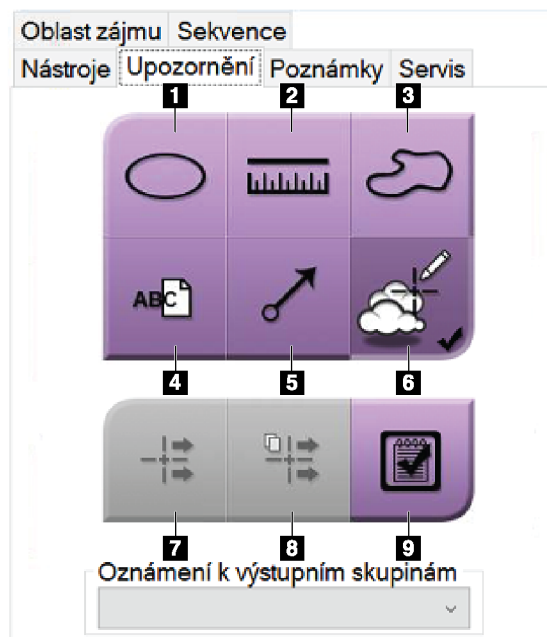 Oblast zájmu Sekvence
Nástroje Upozornění Poznámky Servis
1 2 3
ABC
4 5 6
7 8 9
Oznámení k výstupním skupinám